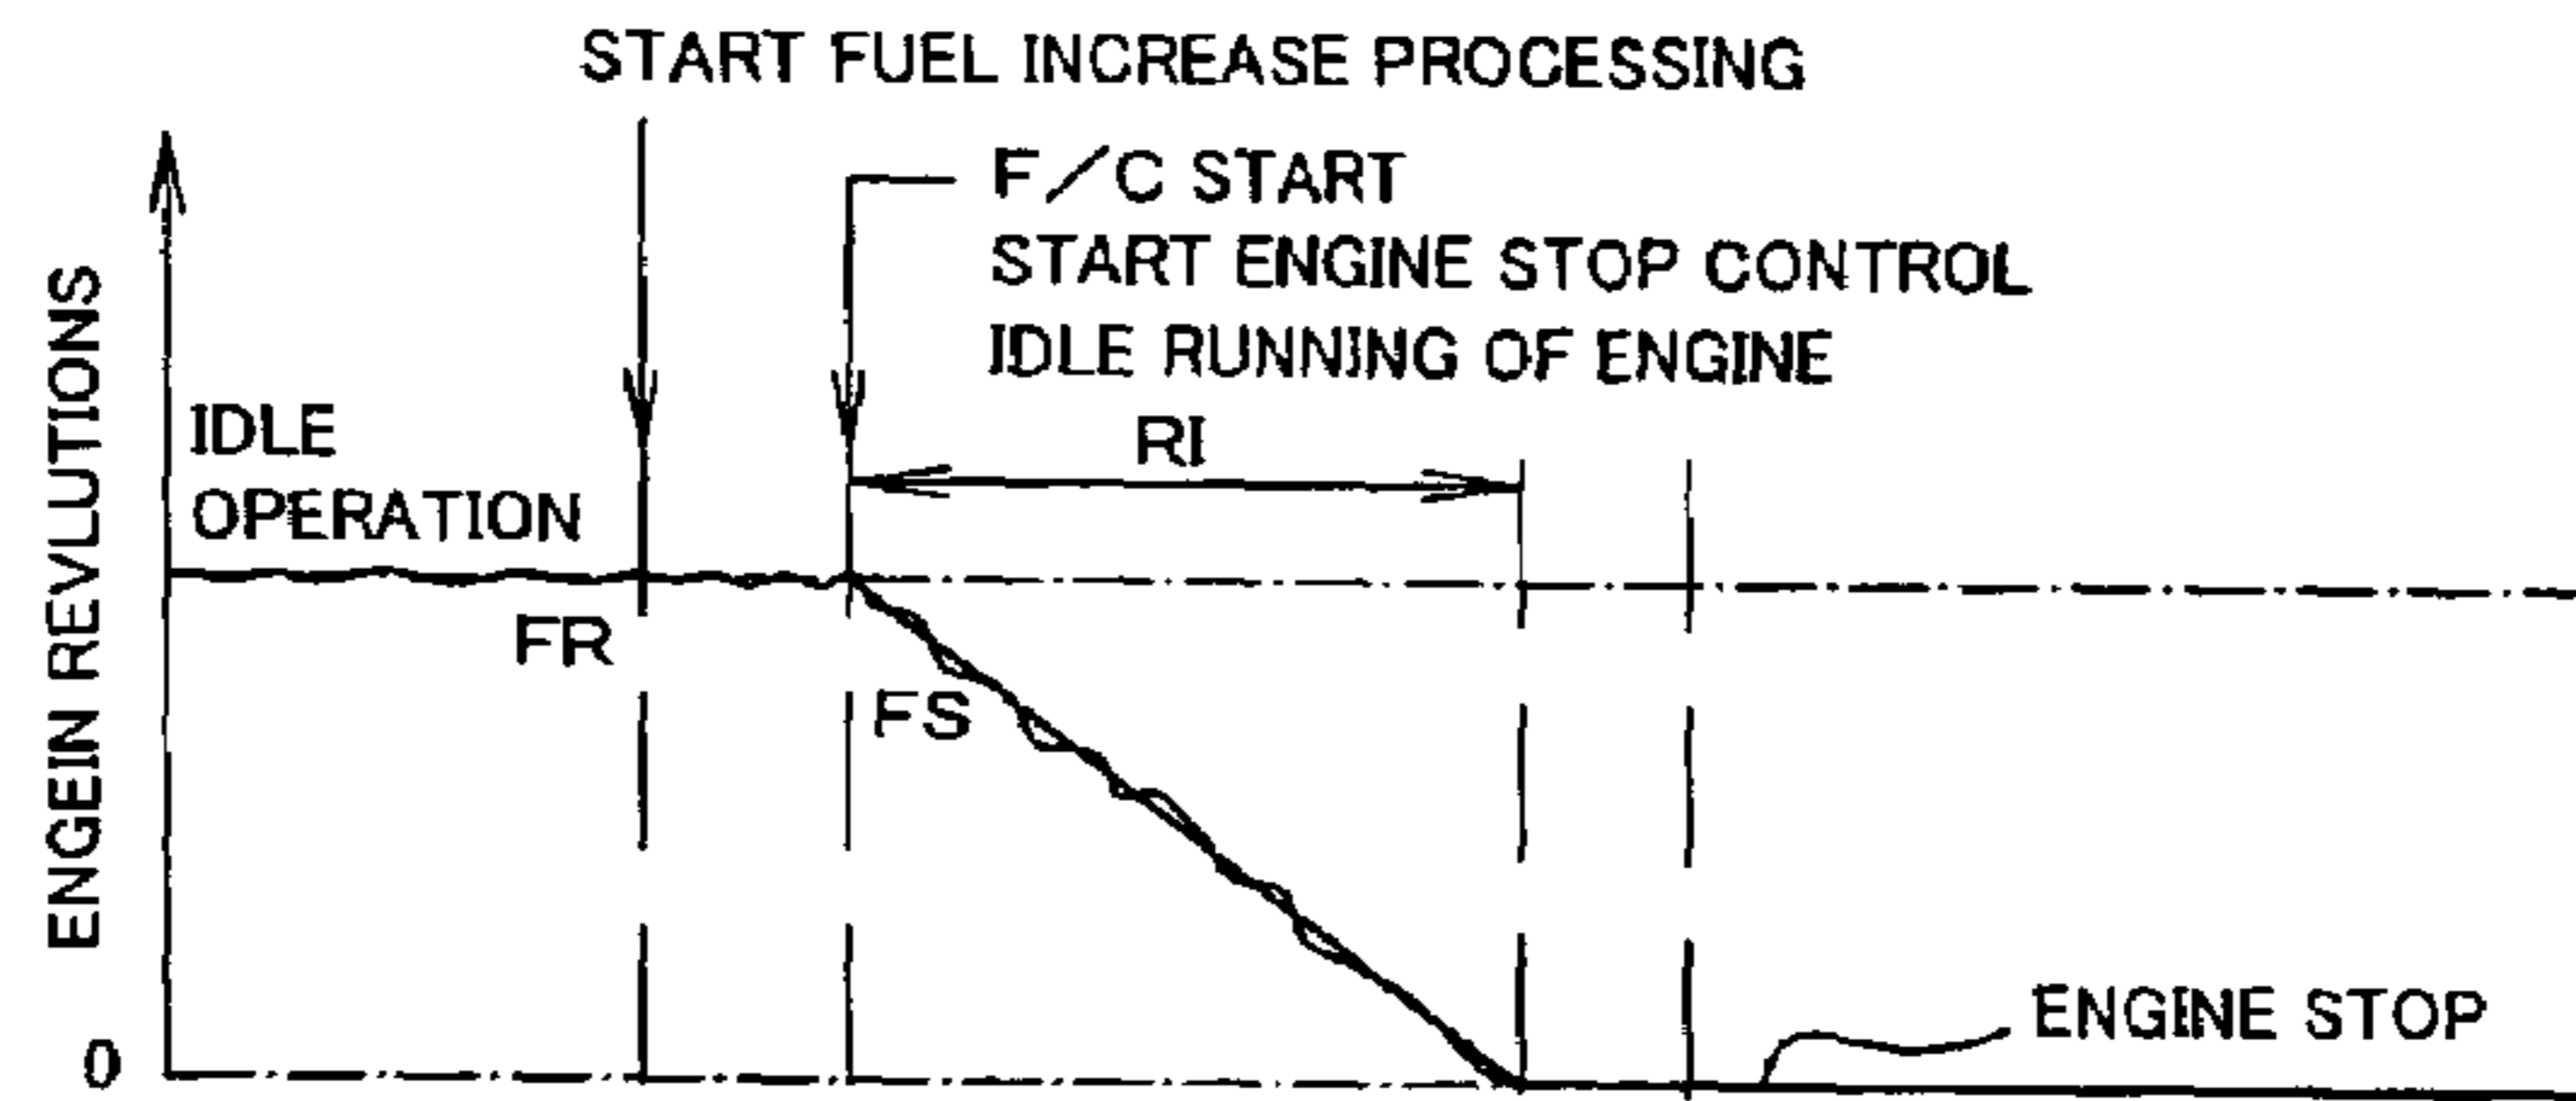 START FUEL INCREASE PROCESSING
F/C START
START ENGINE STOP CONTROL
IDLE RUNNING OF ENGINE
RI
IDLE
OPERATION
ENGEIN REVLUTIONS
FR
FS
ENGINE STOP
0